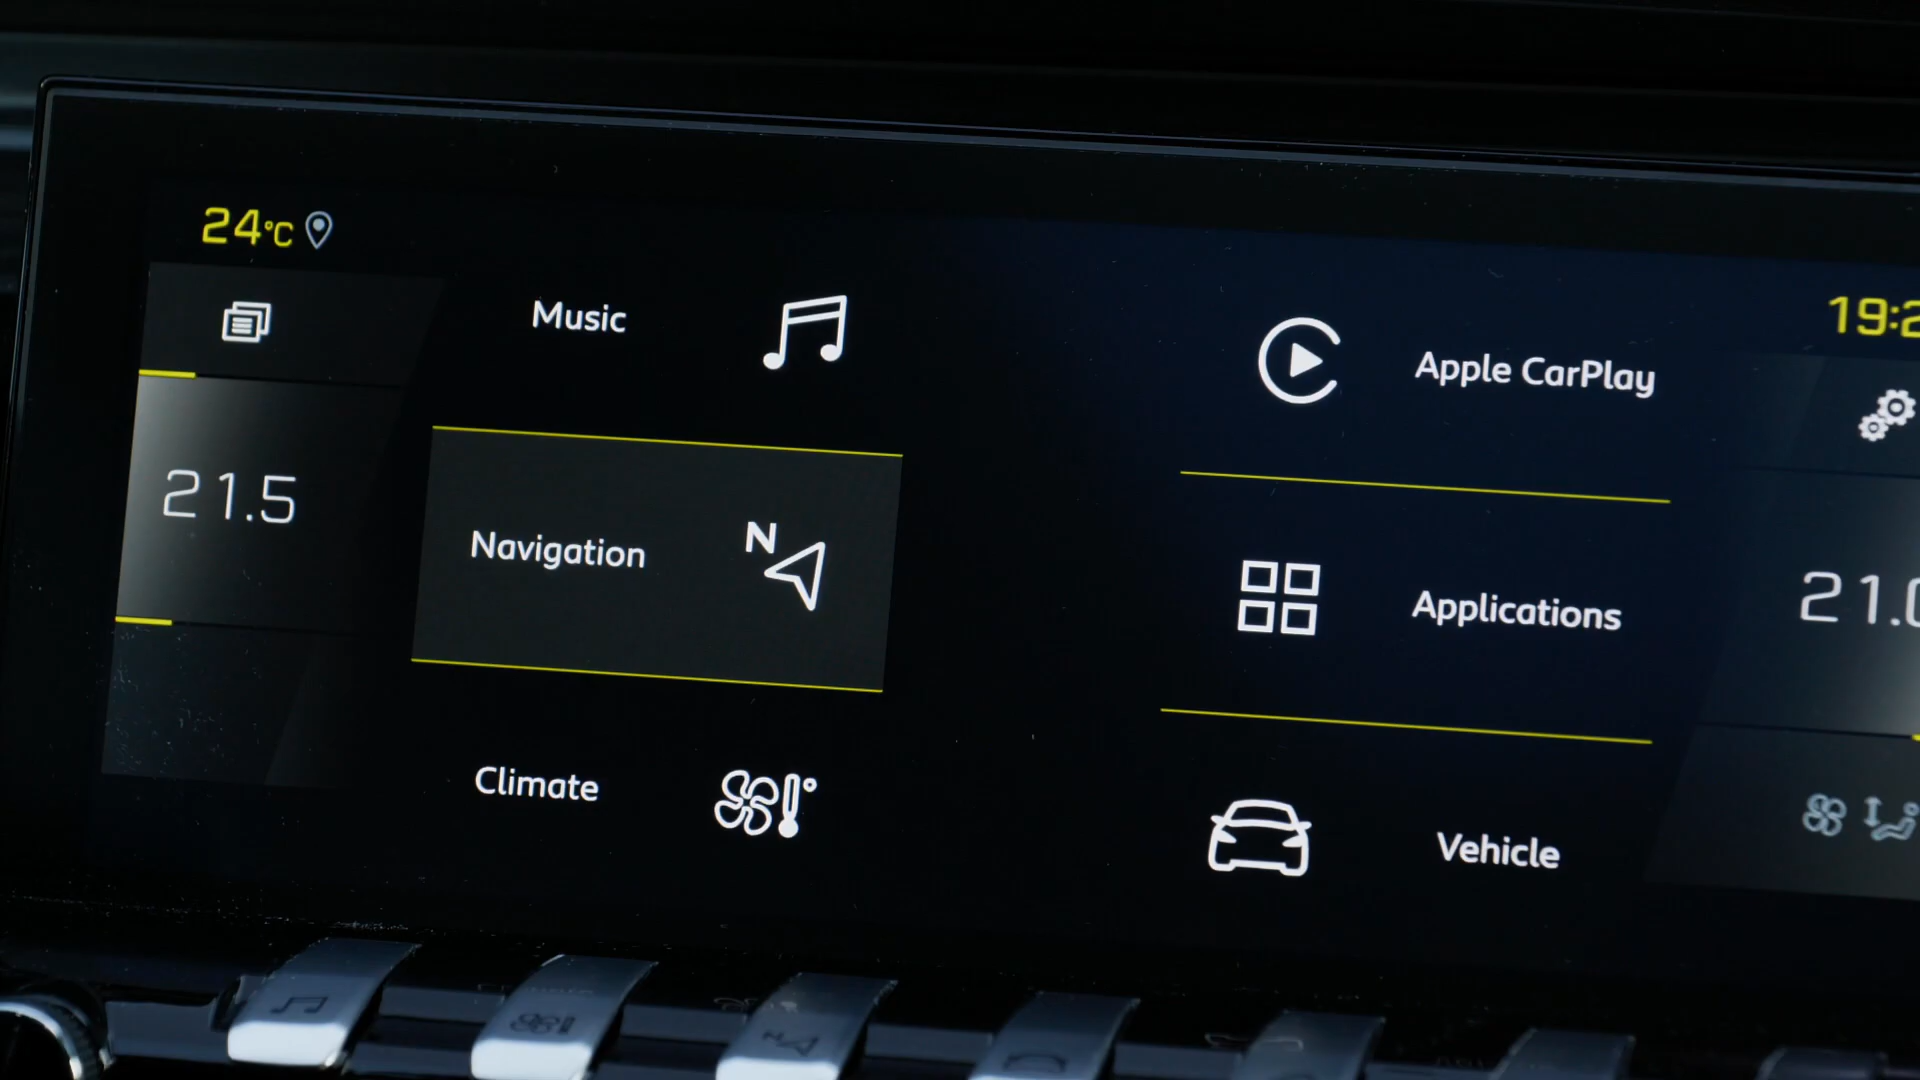 24°C
19:2
Music
Apple CarPlay
21.5
Navigation
N
Applications
21.0
Climate
Vehicle